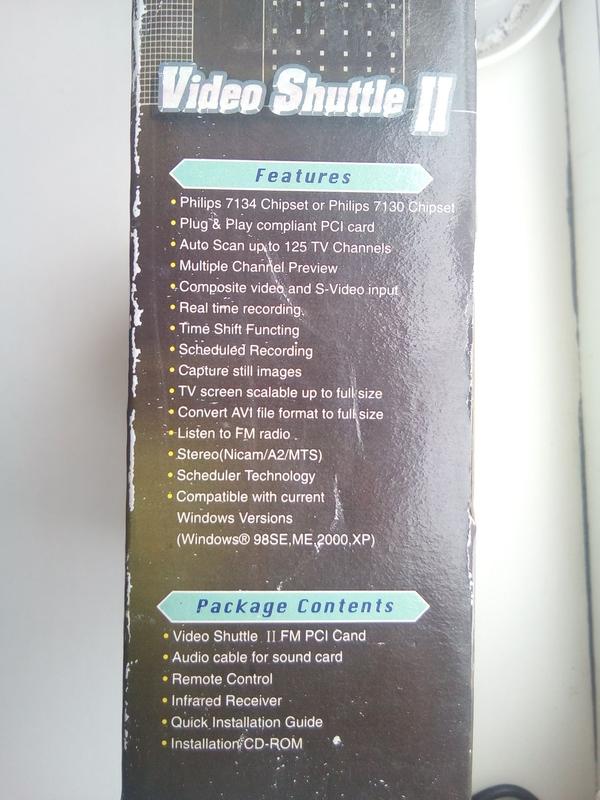 Video Shuttle II
Features
• Philips 7134 Chipset or Philips 7130 Chipset
• Plug & Play compliant PCI card
• Auto Scan up to 125 TV Channels
• Multiple Channel Preview
• Composite video and S-Video input
• Real time recording.
• Time Shift Functing
• Scheduled Recording
• Capture still images
• TV screen scalable up to full size
• Convert AVI file format to full size
• Listen to FM radio
• Stereo(Nicam/A2/MTS)
• Scheduler Technology
• Compatible with current
Windows Versions
(Windows® 98SE,ME,2000,XP)
Package Contents
• Video Shuttle II FM PCI Cand
• Audio cable for sound card
• Remote Control
• Infrared Receiver
• Quick Installation Guide
• Installation CD-ROM